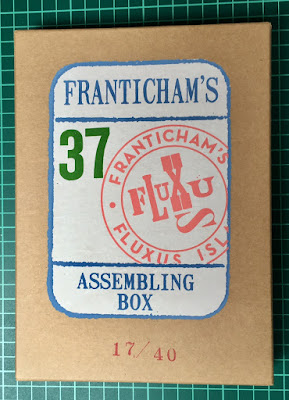 FRANTICHAM'S
37
FRANTICHAM'S
FLUXUS
FLUXUS ISL
ASSEMBLING
BOX
17/40